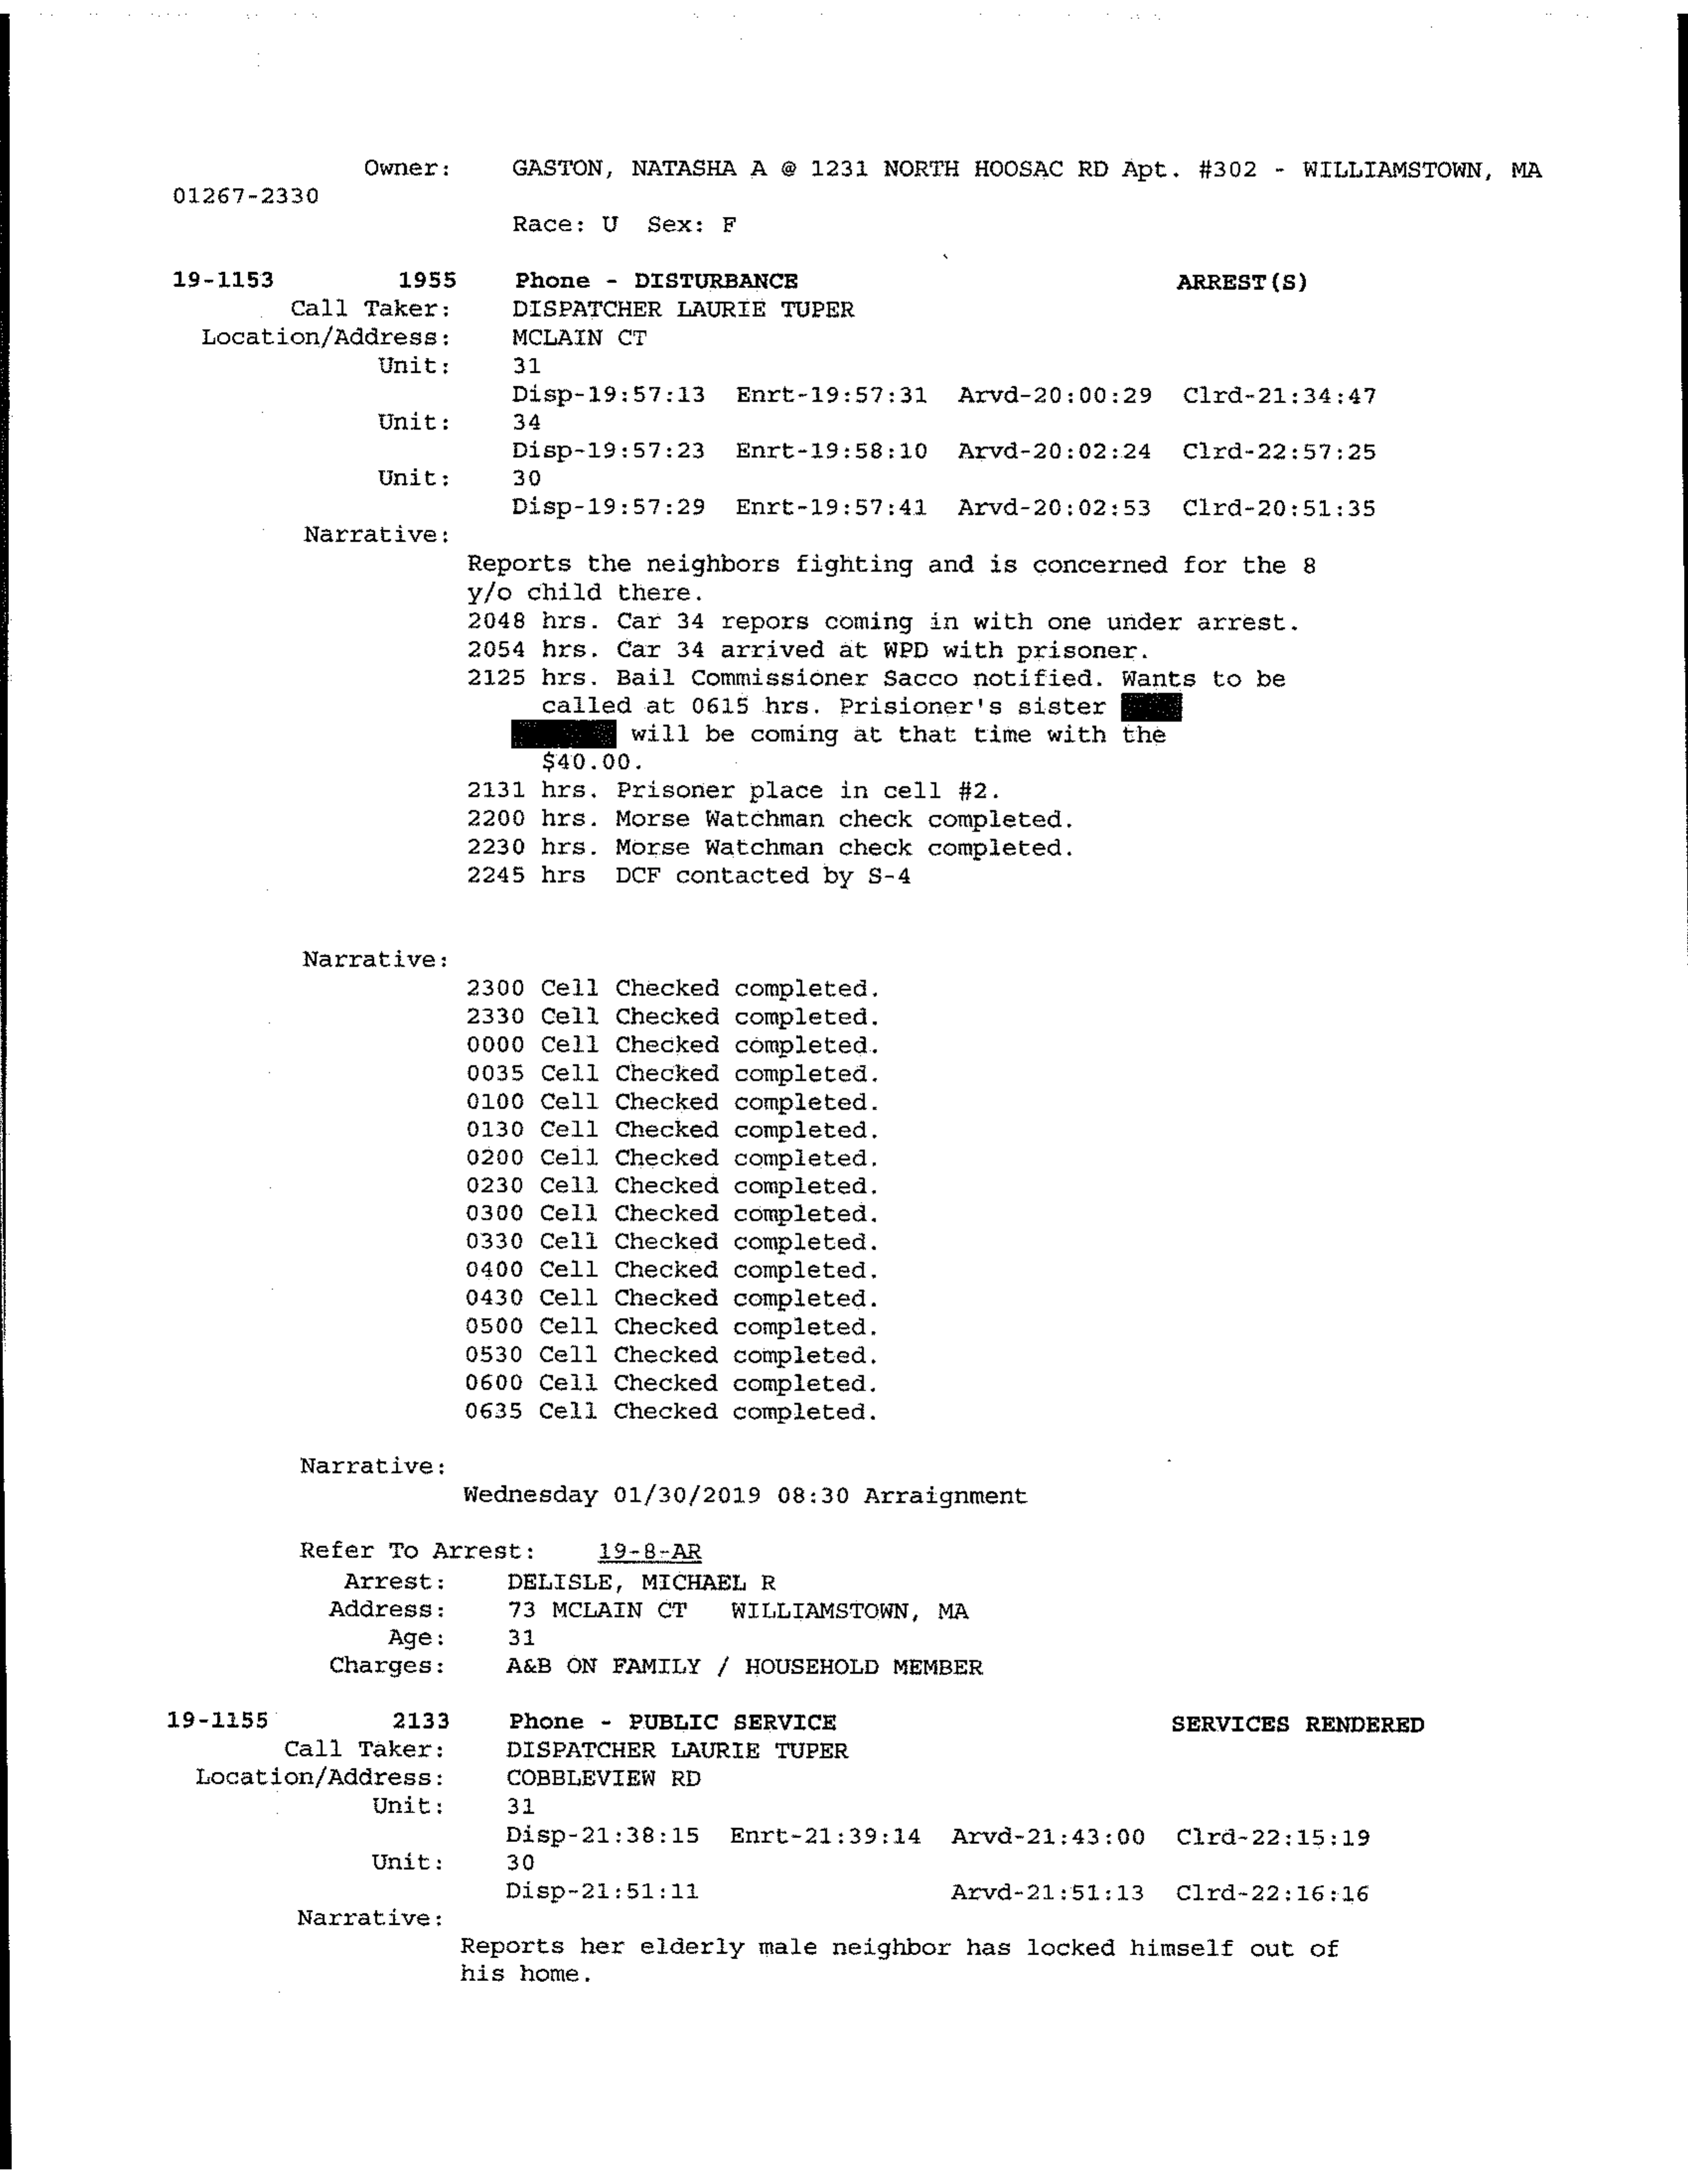 Owner: GASTON, NATASHA A @ 1231 NORTH HOOSAC RD Apt. #302 - WILLIAMSTOWN, MA
01267-2330
Race: U Sex: F
19-1153 1955 Phone - DISTURBANCE ARREST(S)
Call Taker: DISPATCHER LAURIE TUPER
Location/Address: MCLAIN CT
Unit: 31
Disp-19:57:13 Enrt-19:57:31 Arvd-20:00:29 Clrd-21:34:47
Unit: 34
Disp-19:57:23 Enrt-19:58:10 Arvd-20:02:24 Clrd-22:57:25
Unit: 30
Disp-19:57:29 Enrt-19:57:41 Arvd-20:02:53 Clrd-20:51:35
Narrative:
Reports the neighbors fighting and is concerned for the 8
y/o child there.
2048 hrs. Car 34 repors coming in with one under arrest.
2054 hrs. Car 34 arrived at WPD with prisoner.
2125 hrs. Bail Commissioner Sacco notified. Wants to be
called at 0615 hrs. Prisioner's sister
will be coming at that time with the
$40.00.
2131 hrs. Prisoner place in cell #2.
2200 hrs. Morse Watchman check completed.
2230 hrs. Morse Watchman check completed.
2245 hrs DCF contacted by S-4
Narrative:
2300 Cell Checked completed.
2330 Cell Checked completed.
0000 Cell Checked completed.
0035 Cell Checked completed.
0100 Cell Checked completed.
0130 Cell Checked completed.
0200 Cell Checked completed.
0230 Cell Checked completed.
0300 Cell Checked completed.
0330 Cell Checked completed.
0400 Cell Checked completed.
0430 Cell Checked completed.
0500 Cell Checked completed.
0530 Cell Checked completed.
0600 Cell Checked completed.
0635 Cell Checked completed.
Narrative:
Wednesday 01/30/2019 08:30 Arraignment
Refer To Arrest: 19-8-AR
Arrest: DELISLE, MICHAEL R
Address: 73 MCLAIN CT WILLIAMSTOWN, MA
Age: 31
Charges: A&B ON FAMILY / HOUSEHOLD MEMBER
19-1155 2133 Phone - PUBLIC SERVICE SERVICES RENDERED
Call Taker: DISPATCHER LAURIE TUPER
Location/Address: COBBLEVIEW RD
Unit: 31
Disp-21:38:15 Enrt-21:39:14 Arvd-21:43:00 Clrd-22:15:19
Unit: 30
Disp-21:51:11 Arvd-21:51:13 Clrd-22:16:16
Narrative:
Reports her elderly male neighbor has locked himself out of
his home.